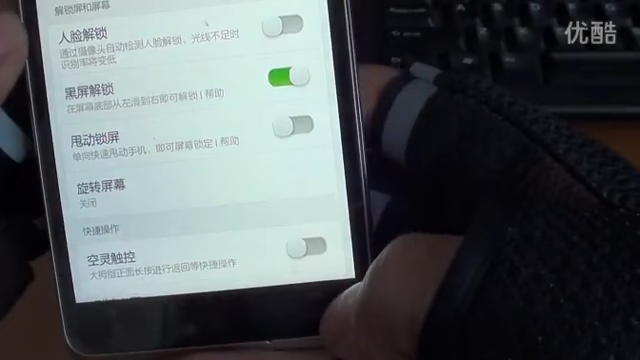 解锁屏和屏幕
优酷
人脸解锁
通过摄像头自动检测人脸解锁，光线不足时
识别率将变低
黑屏解锁
在屏幕底部从左滑到右即可解锁 | 帮助
甩动锁屏
单向快速甩动手机，即可屏幕锁定 | 帮助
旋转屏幕
关闭
快捷操作
空灵触控
大拇指正面长按进行返回等快捷操作